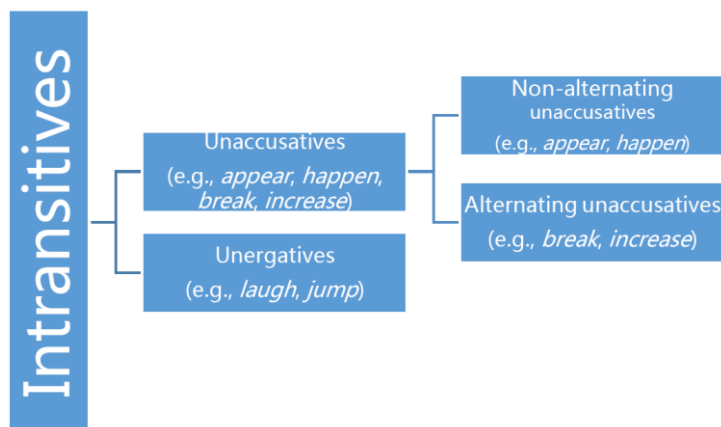 Intransitives
Unaccusatives
(e.g., appear, happen,
break, increase)
Unergatives
(e.g., laugh, jump)
Non-alternating
unaccusatives
(e.g., appear, happen)
Alternating unaccusatives
(e.g., break, increase)